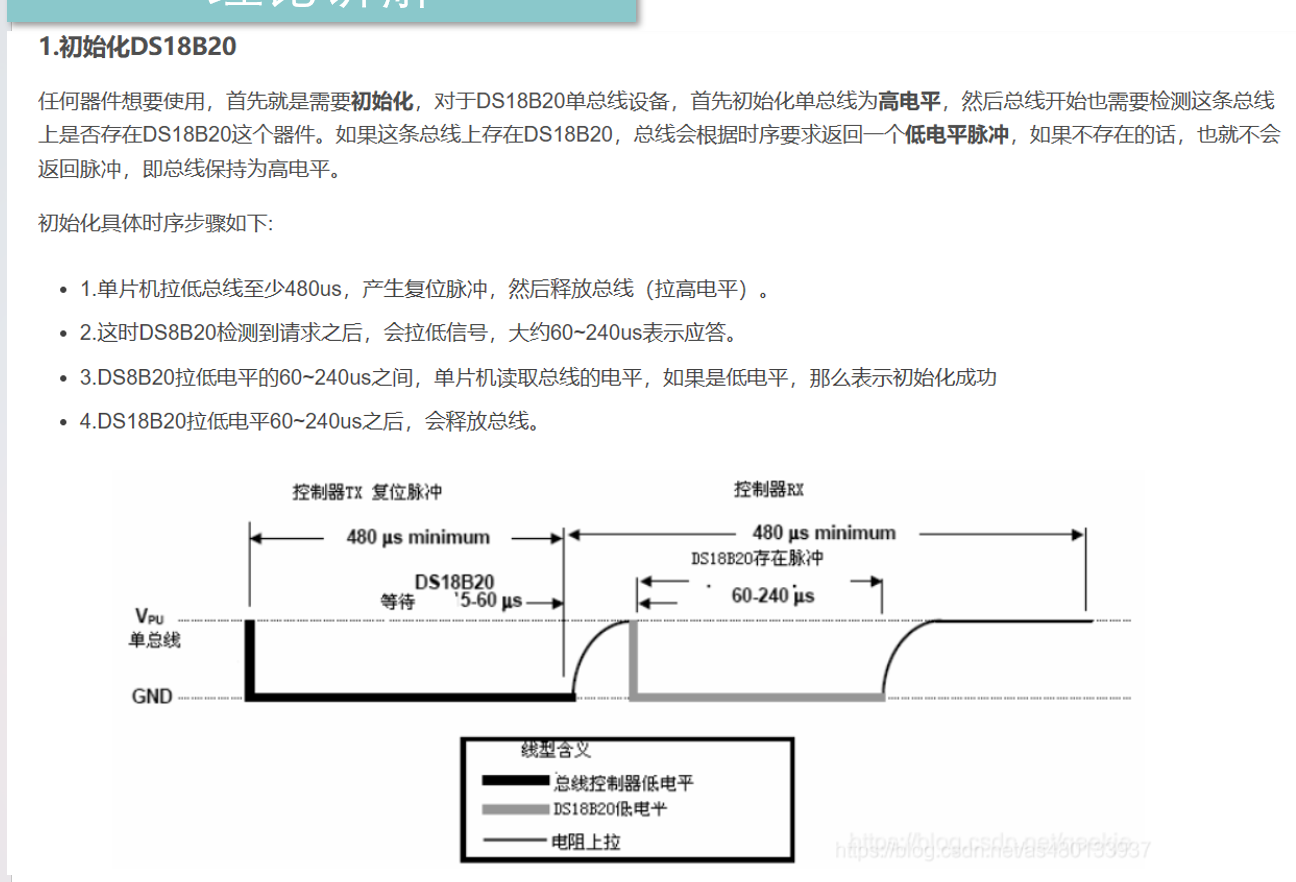 理论讲解
1.初始化DS18B20
任何器件想要使用，首先就是需要初始化，对于DS18B20单总线设备，首先初始化单总线为高电平，然后总线开始也需要检测这条总线
上是否存在DS18B20这个器件。如果这条总线上存在DS18B20，总线会根据时序要求返回一个低电平脉冲，如果不存在的话，也就不会
返回脉冲，即总线保持为高电平。
初始化具体时序步骤如下:
1.单片机拉低总线至少480us，产生复位脉冲，然后释放总线（拉高电平）。
2.这时DS8B20检测到请求之后，会拉低信号，大约60~240us表示应答。
3.DS8B20拉低电平的60~240us之间，单片机读取总线的电平，如果是低电平，那么表示初始化成功
4.DS18B20拉低电平60~240us之后，会释放总线。
控制器TX 复位脉冲
控制器RX
480 µs minimum
480 µs minimum
DS18B20存在脉冲
DS18B20
等待 5-60 µs
60-240 µs
VPU
单总线
GND
线型含义
总线控制器低电平
DS18B20低电平
电阻上拉